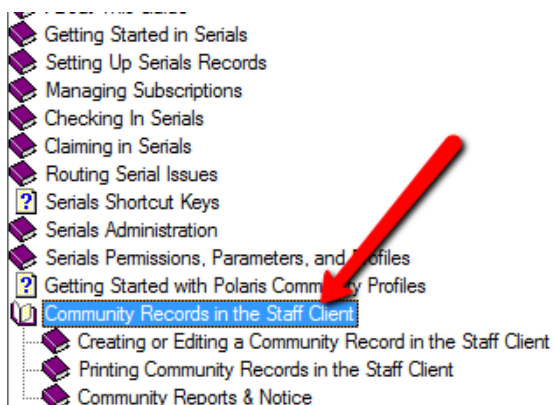 About This Guide
Getting Started in Serials
Setting Up Serials Records
Managing Subscriptions
Checking In Serials
Claiming in Serials
Routing Serial Issues
Serials Shortcut Keys
Serials Administration
Serials Permissions, Parameters, and Profiles
Getting Started with Polaris Community Profiles
Community Records in the Staff Client
Creating or Editing a Community Record in the Staff Client
Printing Community Records in the Staff Client
Community Reports & Notice